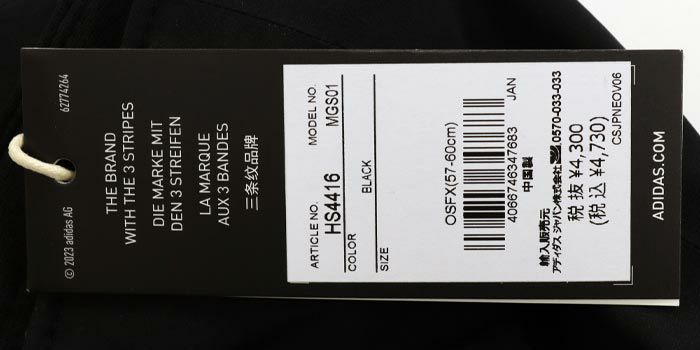 62774264
THE BRAND
WITH THE 3 STRIPES
DIE MARKE MIT
DEN 3 STREIFEN
LA MARQUE
AUX 3 BANDES
三条纹品牌
© 2023 adidas AG
ARTICLE NO. MODEL NO.
HS4416 MGS01
COLOR
BLACK
SIZE
OSFX(57-60cm)
4066746347683 JAN
中国製
輸入販売元
アディダス ジャパン株式会社 0570-033-033
税 抜 ¥4,300
(税 込 ¥4,730)
CSJPNEOV06
ADIDAS.COM